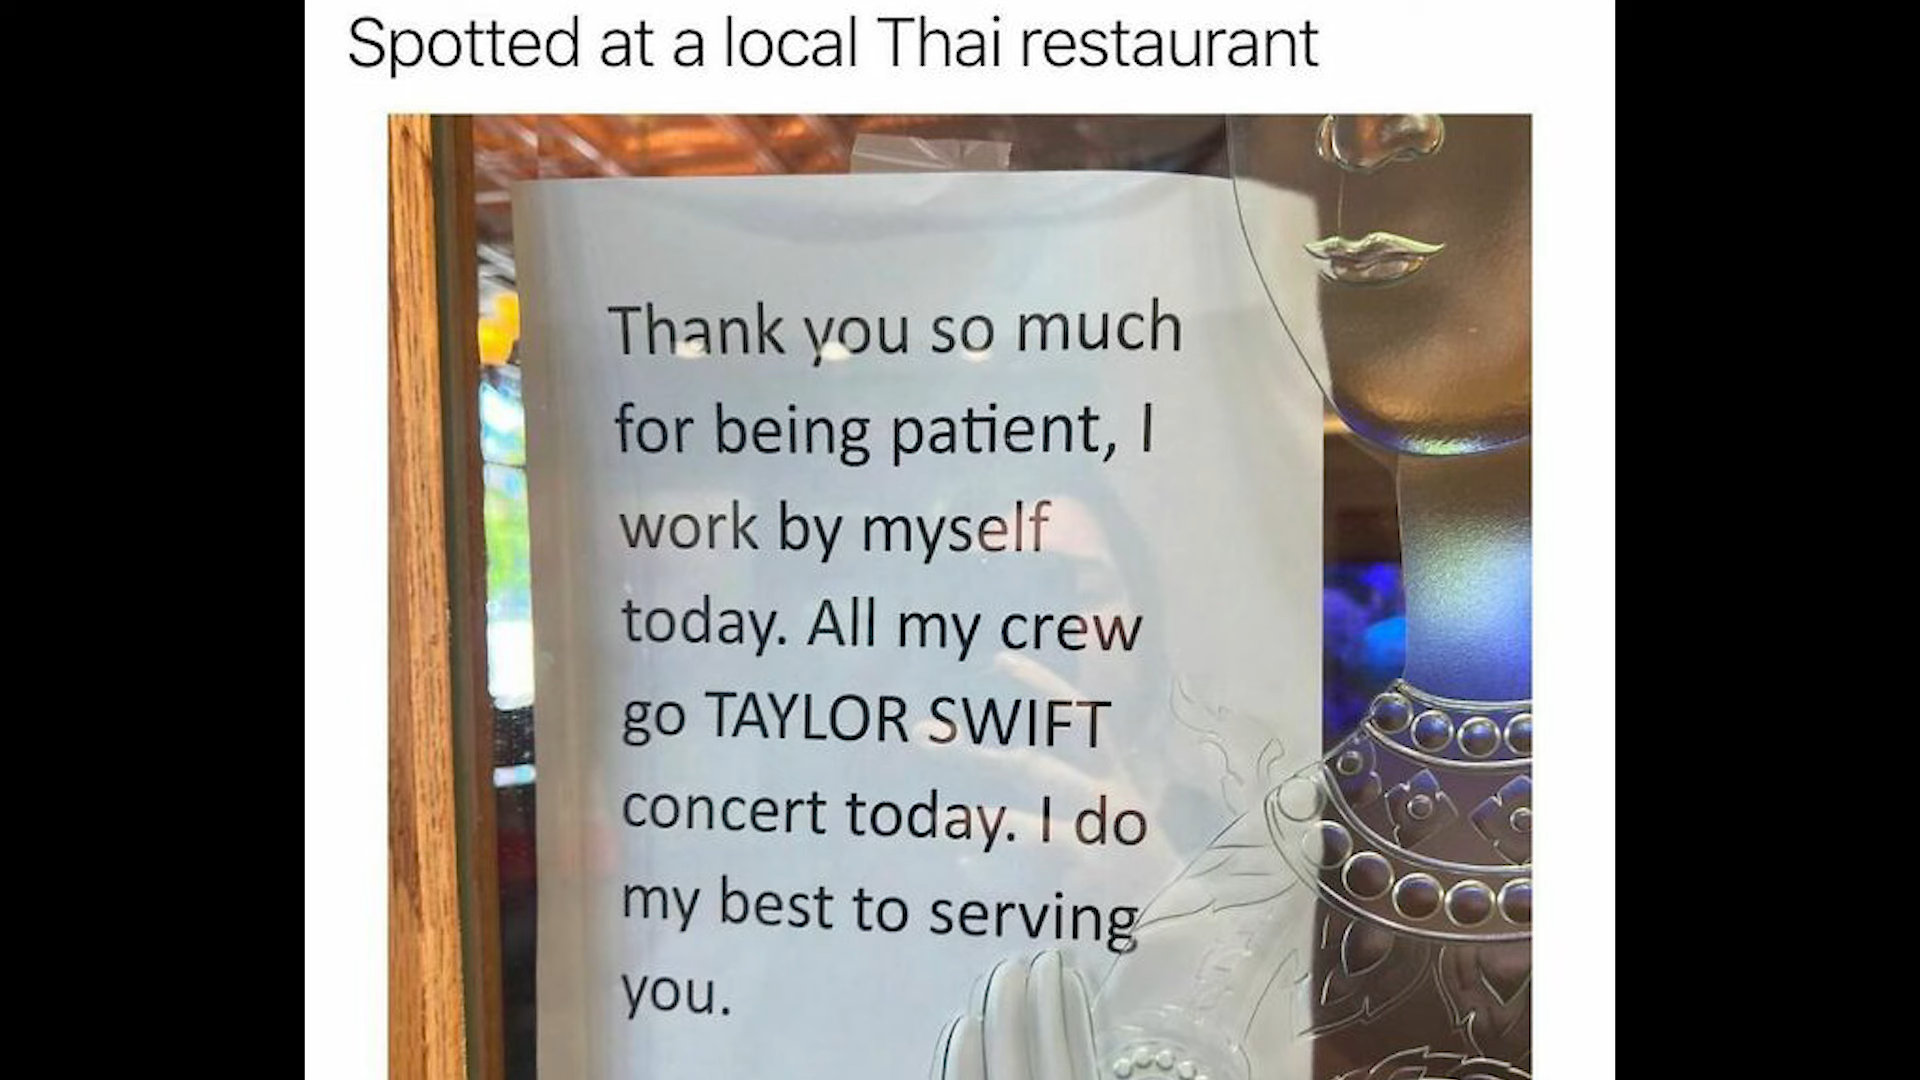 Spotted at a local Thai restaurant
Thank you so much
for being patient, I
work by myself
today. All my crew
go TAYLOR SWIFT
concert today. I do
my best to serving
you.